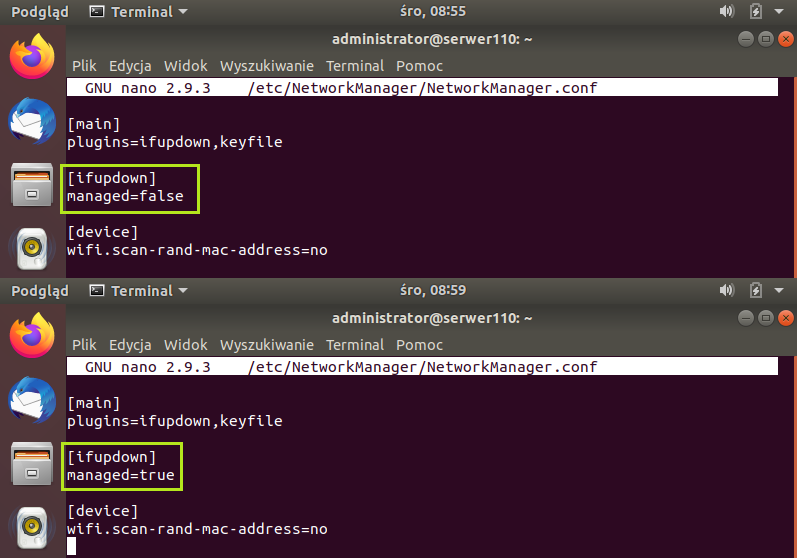 Podgląd Terminal śro, 08:55
administrator@serwer110: ~
Plik Edycja Widok Wyszukiwanie Terminal Pomoc
GNU nano 2.9.3 /etc/NetworkManager/NetworkManager.conf
[main]
plugins=ifupdown,keyfile
[ifupdown]
managed=false
[device]
wifi.scan-rand-mac-address=no
Podgląd Terminal śro, 08:59
administrator@serwer110: ~
Plik Edycja Widok Wyszukiwanie Terminal Pomoc
GNU nano 2.9.3 /etc/NetworkManager/NetworkManager.conf
[main]
plugins=ifupdown,keyfile
[ifupdown]
managed=true
[device]
wifi.scan-rand-mac-address=no